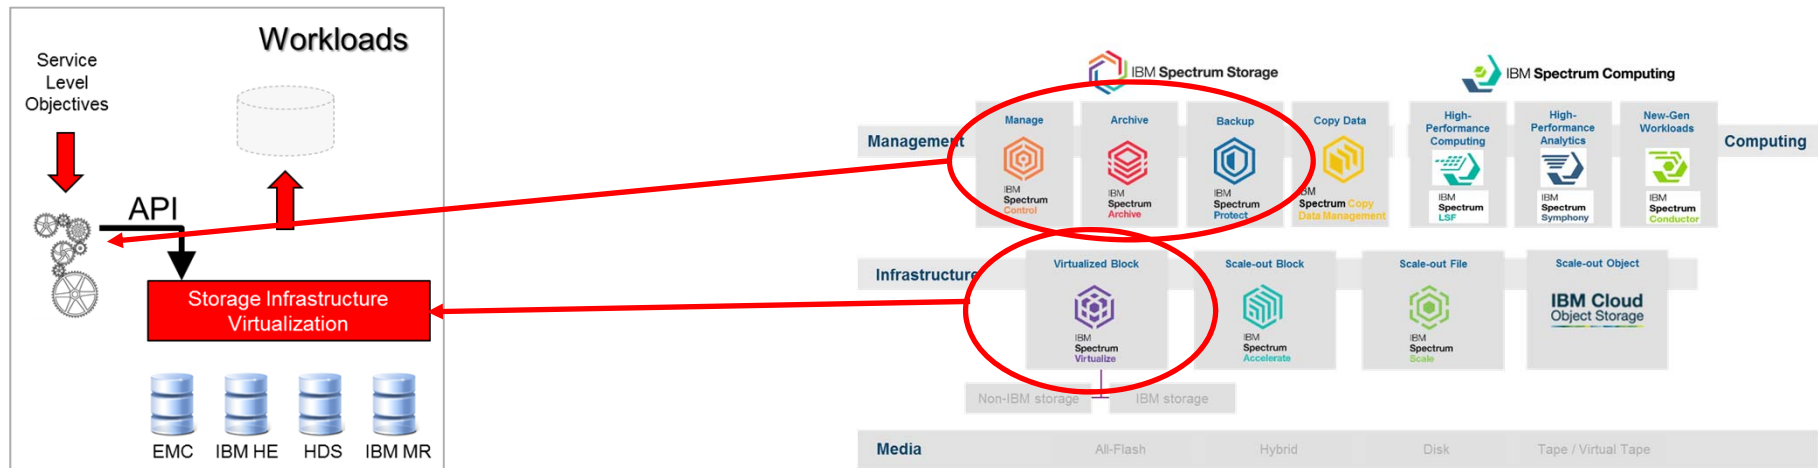 Workloads
Service
Level
Objectives
API
Storage Infrastructure
Virtualization
EMC
IBM HE
HDS
IBM MR
IBM Spectrum Storage
IBM Spectrum Computing
Management
Manage
IBM
Spectrum
Control
Archive
IBM
Spectrum
Archive
Backup
IBM
Spectrum
Protect
Copy Data
IBM
Spectrum Copy
Data Management
High-
Performance
Computing
IBM
Spectrum
LSF
High-
Performance
Analytics
IBM
Spectrum
Symphony
New-Gen
Workloads
IBM
Spectrum
Conductor
Computing
Infrastructure
Virtualized Block
IBM
Spectrum
Virtualize
Scale-out Block
IBM
Spectrum
Accelerate
Scale-out File
IBM
Spectrum
Scale
Scale-out Object
IBM Cloud
Object Storage
Non-IBM storage
IBM storage
Media
All-Flash
Hybrid
Disk
Tape / Virtual Tape